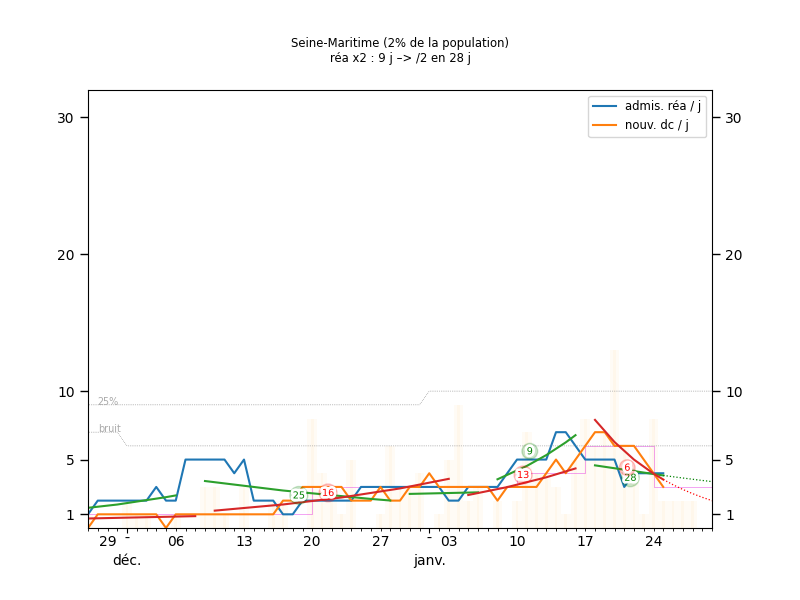 Seine-Maritime (2% de la population)
réa x2 : 9 j –> /2 en 28 j
admis. réa / j
nouv. dc / j
30
30
20
20
10
10
25%
bruit
9
5
5
6
13
28
25
16
1
1
29 - 06 13 20 27 - 03 10 17 24
déc. janv.